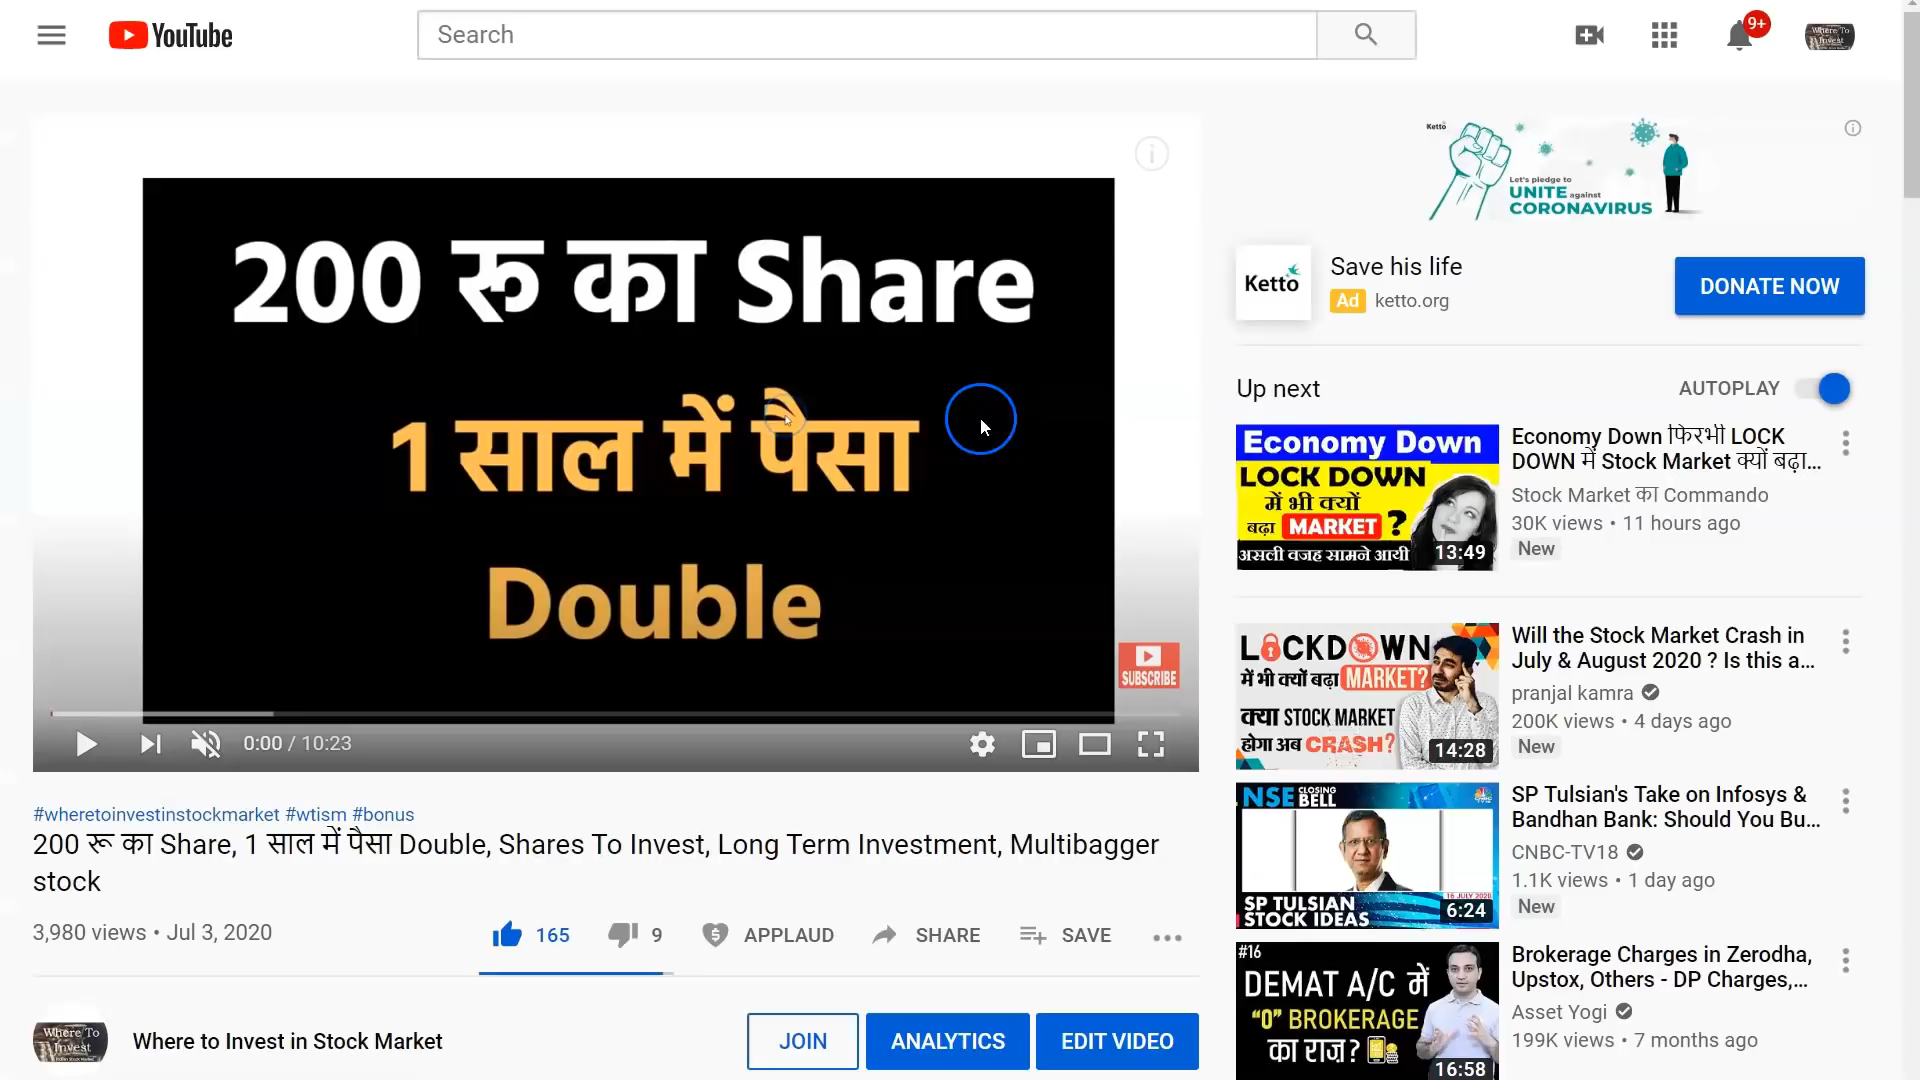 YouTube
Search
9+
Where To
Invest
200 रू का Share
1 साल में पैसा
Double
SUBSCRIBE
0:00 / 10:23
#wheretoinvestinstockmarket #wtism #bonus
200 रू का Share, 1 साल में पैसा Double, Shares To Invest, Long Term Investment, Multibagger
stock
3,980 views • Jul 3, 2020
165
9
APPLAUD
SHARE
SAVE
Where To
Invest
Where to Invest in Stock Market
JOIN
ANALYTICS
EDIT VIDEO
Ketto
Let's pledge to
UNITE against
CORONAVIRUS
Ketto
Save his life
Ad ketto.org
DONATE NOW
Up next
AUTOPLAY
Economy Down
LOCK DOWN
में भी क्यों
बढ़ा MARKET ?
असली वजह सामने आयी
13:49
Economy Down फिरभी LOCK
DOWN में Stock Market क्यों बढ़ा...
Stock Market का Commando
30K views • 11 hours ago
New
LOCKDOWN
में भी क्यों बढ़ा MARKET?
क्या STOCK MARKET
होगा अब CRASH?
14:28
Will the Stock Market Crash in
July & August 2020 ? Is this a...
pranjal kamra
200K views • 4 days ago
New
NSE CLOSING
BELL
16 JULY 2020
SP TULSIAN
STOCK IDEAS
6:24
SP Tulsian's Take on Infosys &
Bandhan Bank: Should You Bu...
CNBC-TV18
1.1K views • 1 day ago
New
#16
DEMAT A/C में
"0" BROKERAGE
का राज?
16:58
Brokerage Charges in Zerodha,
Upstox, Others - DP Charges,...
Asset Yogi
199K views • 7 months ago